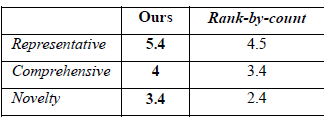 Ours Rank-by-count
Representative 5.4 4.5
Comprehensive 4 3.4
Novelty 3.4 2.4